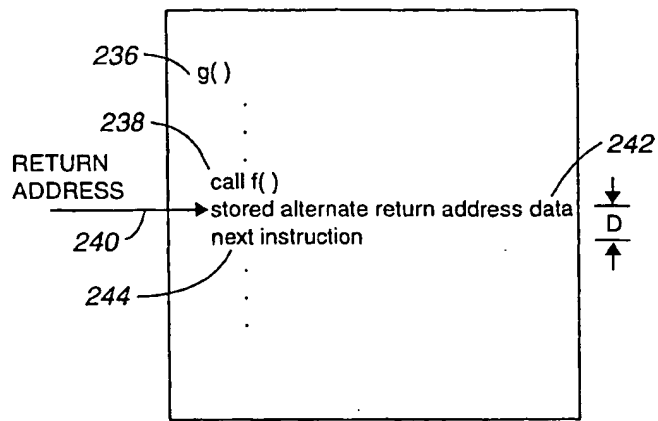 236
g( )
238
call f( )
242
RETURN
ADDRESS
stored alternate return address data
D
240
next instruction
244